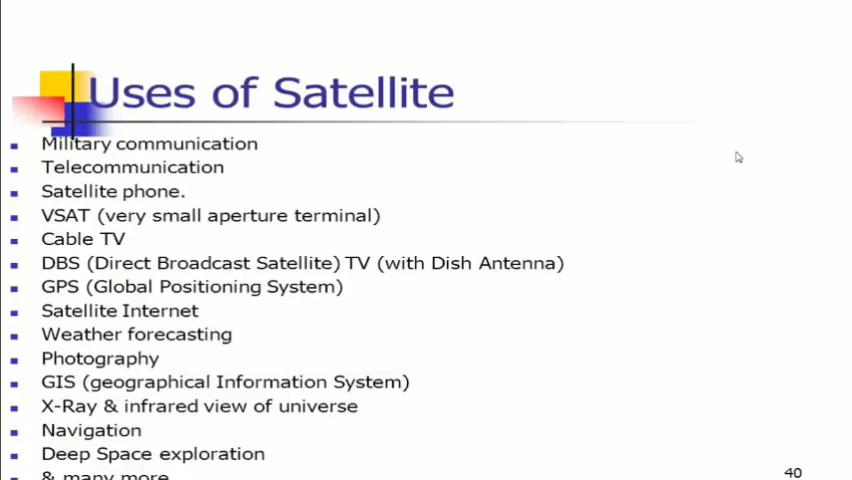 Uses of Satellite
Military communication
Telecommunication
Satellite phone.
VSAT (very small aperture terminal)
Cable TV
DBS (Direct Broadcast Satellite) TV (with Dish Antenna)
GPS (Global Positioning System)
Satellite Internet
Weather forecasting
Photography
GIS (geographical Information System)
X-Ray & infrared view of universe
Navigation
Deep Space exploration
& many more
40